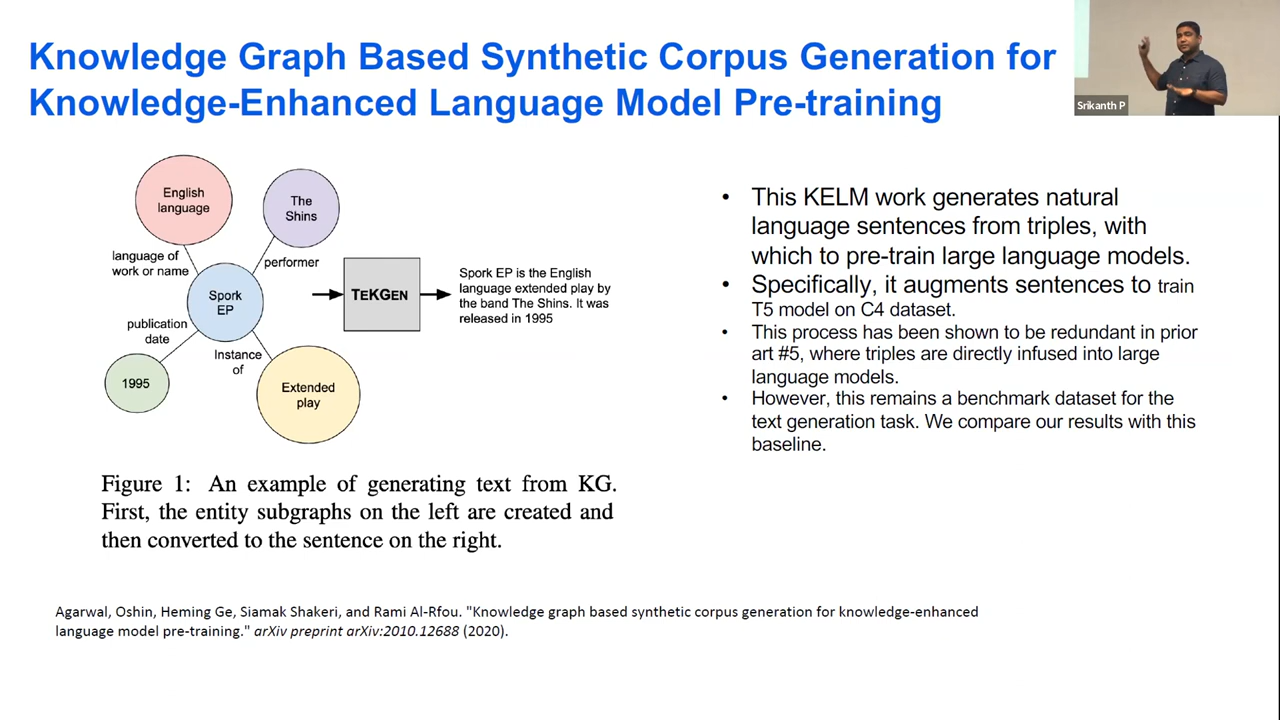 Knowledge Graph Based Synthetic Corpus Generation for
Knowledge-Enhanced Language Model Pre-training
Srikanth P
English
language
The
Shins
language of
work or name
performer
Spork
EP
TEKGEN
Spork EP is the English
language extended play by
the band The Shins. It was
released in 1995
publication
date
Instance
of
1995
Extended
play
• This KELM work generates natural
language sentences from triples, with
which to pre-train large language models.
• Specifically, it augments sentences to train
T5 model on C4 dataset.
• This process has been shown to be redundant in prior
art #5, where triples are directly infused into large
language models.
• However, this remains a benchmark dataset for the
text generation task. We compare our results with this
baseline.
Figure 1: An example of generating text from KG.
First, the entity subgraphs on the left are created and
then converted to the sentence on the right.
Agarwal, Oshin, Heming Ge, Siamak Shakeri, and Rami Al-Rfou. "Knowledge graph based synthetic corpus generation for knowledge-enhanced
language model pre-training." arXiv preprint arXiv:2010.12688 (2020).